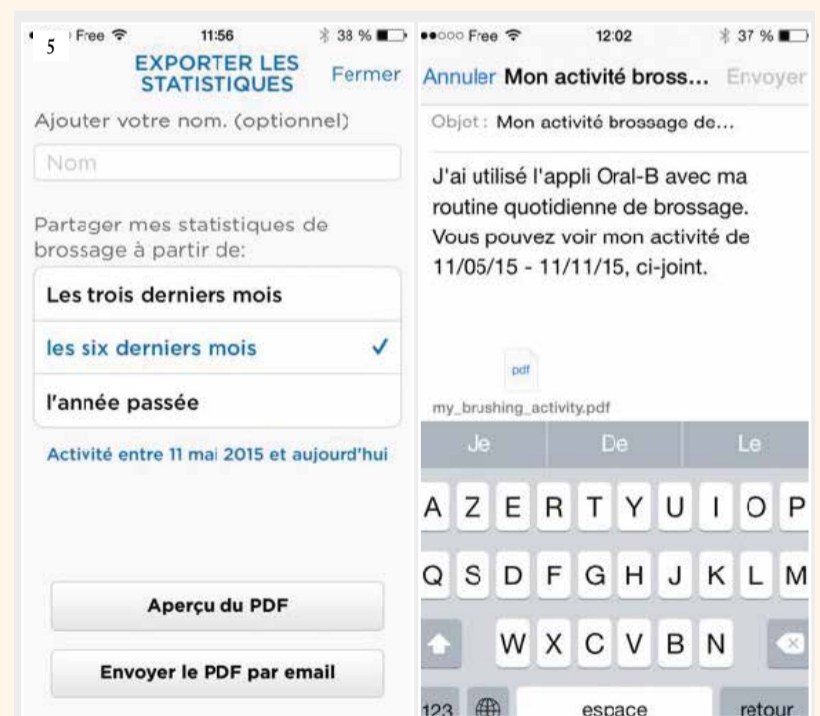 5
Free 11:56 38 %
EXPORTER LES
STATISTIQUES
Fermer
Ajouter votre nom. (optionnel)
Nom
Partager mes statistiques de
brossage à partir de:
Les trois derniers mois
les six derniers mois
l'année passée
Activité entre 11 mai 2015 et aujourd'hui
Aperçu du PDF
Envoyer le PDF par email
Free 12:02 37 %
Annuler Mon activité bross... Envoyer
Objet : Mon activité brossage de...
J'ai utilisé l'appli Oral-B avec ma
routine quotidienne de brossage.
Vous pouvez voir mon activité de
11/05/15 - 11/11/15, ci-joint.
pdf
my_brushing_activity.pdf
Je De Le
A Z E R T Y U I O P
Q S D F G H J K L M
W X C V B N
123 espace retour